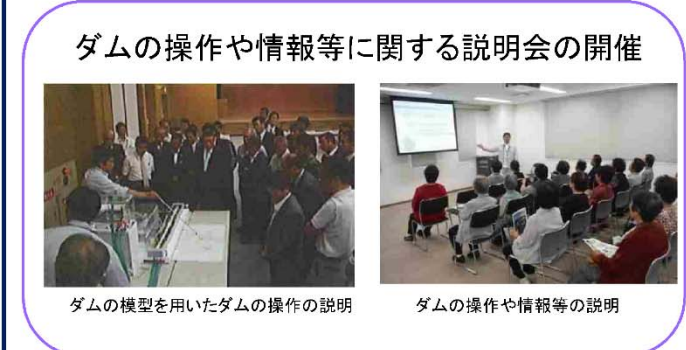 ダムの操作や情報等に関する説明会の開催
ダムの模型を用いたダムの操作の説明
ダムの操作や情報等の説明